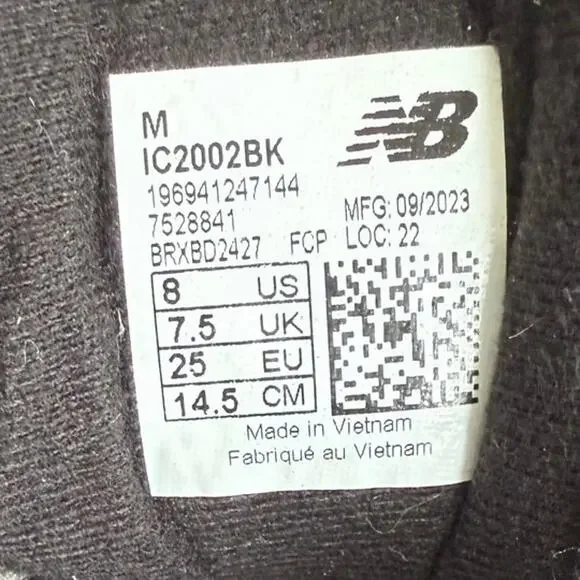 M
IC2002BK
NB
196941247144
7528841
MFG: 09/2023
BRXBD2427 FCP LOC: 22
8 US
7.5 UK
25 EU
14.5 CM
Made in Vietnam
Fabriqué au Vietnam